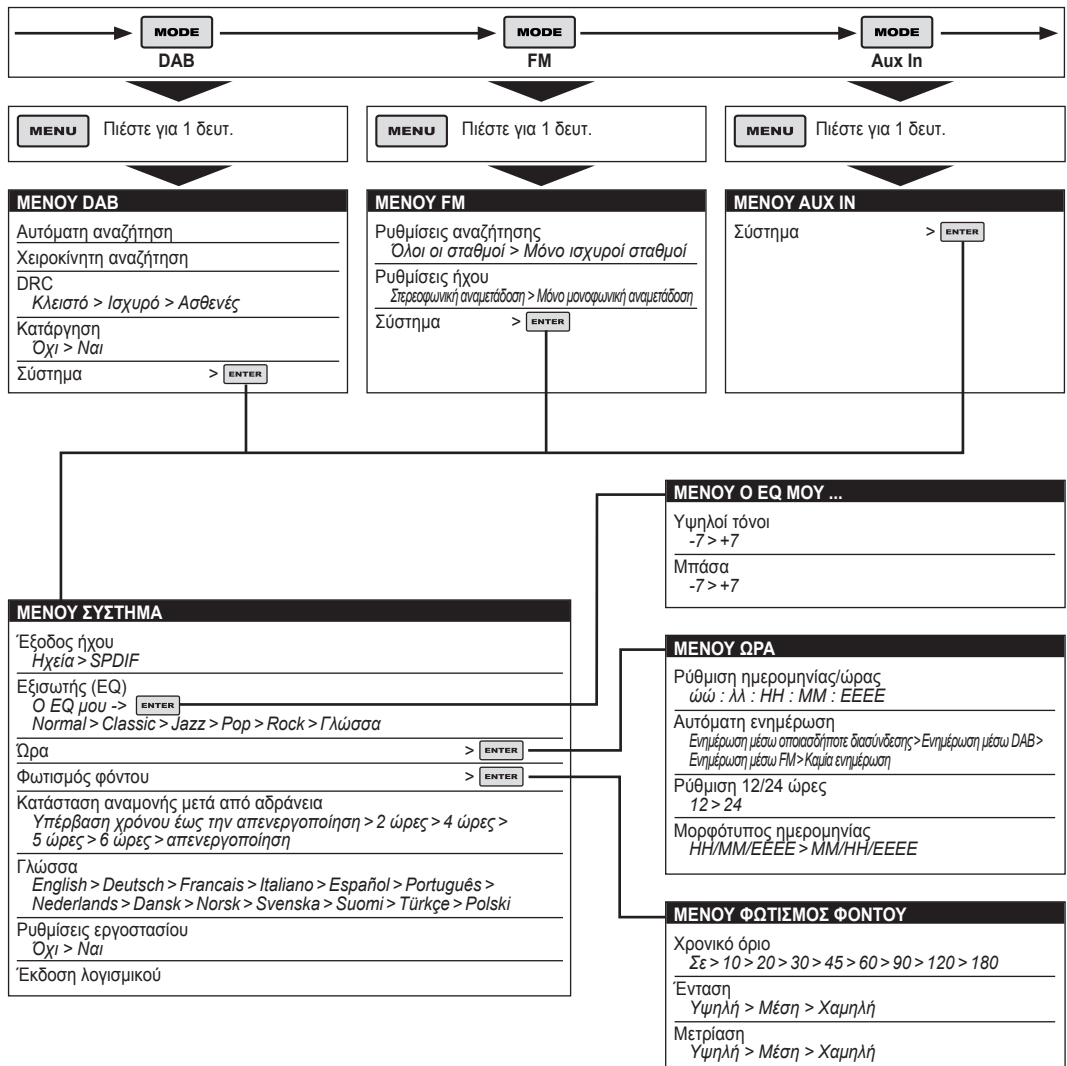 MODE
DAB
MODE
FM
MODE
Aux In
MENU Πιέστε για 1 δευτ.
MENU Πιέστε για 1 δευτ.
MENU Πιέστε για 1 δευτ.
ΜΕΝΟΥ DAB
Αυτόματη αναζήτηση
Χειροκίνητη αναζήτηση
DRC
Κλειστό > Ισχυρό > Ασθενές
Κατάργηση
Όχι > Ναι
Σύστημα > ENTER
ΜΕΝΟΥ FM
Ρυθμίσεις αναζήτησης
Όλοι οι σταθμοί > Μόνο ισχυροί σταθμοί
Ρυθμίσεις ήχου
Στερεοφωνική αναμετάδοση > Μόνο μονοφωνική αναμετάδοση
Σύστημα > ENTER
ΜΕΝΟΥ AUX IN
Σύστημα > ENTER
ΜΕΝΟΥ Ο EQ ΜΟΥ ...
Υψηλοί τόνοι
-7 > +7
Μπάσα
-7 > +7
ΜΕΝΟΥ ΣΥΣΤΗΜΑ
Έξοδος ήχου
Ηχεία > SPDIF
Εξισωτής (EQ)
Ο EQ μου -> ENTER
Normal > Classic > Jazz > Pop > Rock > Γλώσσα
Ώρα > ENTER
Φωτισμός φόντου > ENTER
Κατάσταση αναμονής μετά από αδράνεια
Υπέρβαση χρόνου έως την απενεργοποίηση > 2 ώρες > 4 ώρες >
5 ώρες > 6 ώρες > απενεργοποίηση
Γλώσσα
English > Deutsch > Francais > Italiano > Español > Português >
Nederlands > Dansk > Norsk > Svenska > Suomi > Türkçe > Polski
Ρυθμίσεις εργοστασίου
Όχι > Ναι
Έκδοση λογισμικού
ΜΕΝΟΥ ΩΡΑ
Ρύθμιση ημερομηνίας/ώρας
ώώ : λλ : ΗΗ : ΜΜ : ΕΕΕΕ
Αυτόματη ενημέρωση
Ενημέρωση μέσω οποιασδήποτε διασύνδεσης > Ενημέρωση μέσω DAB >
Ενημέρωση μέσω FM > Καμία ενημέρωση
Ρύθμιση 12/24 ώρες
12 > 24
Μορφότυπος ημερομηνίας
ΗΗ/ΜΜ/ΕΕΕΕ > ΜΜ/ΗΗ/ΕΕΕΕ
ΜΕΝΟΥ ΦΩΤΙΣΜΟΣ ΦΟΝΤΟΥ
Χρονικό όριο
Σε > 10 > 20 > 30 > 45 > 60 > 90 > 120 > 180
Ένταση
Υψηλή > Μέση > Χαμηλή
Μετρίαση
Υψηλή > Μέση > Χαμηλή